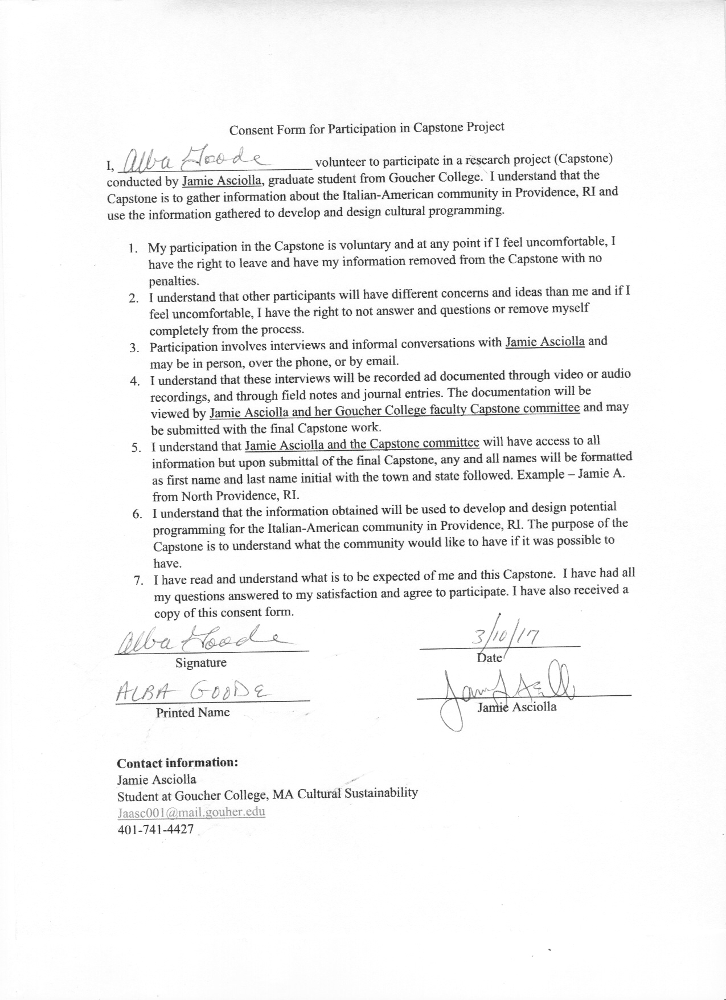 Consent Form for Participation in Capstone Project
I, Alba Goode volunteer to participate in a research project (Capstone)
conducted by Jamie Asciolla, graduate student from Goucher College. I understand that the
Capstone is to gather information about the Italian-American community in Providence, RI and
use the information gathered to develop and design cultural programming.
1. My participation in the Capstone is voluntary and at any point if I feel uncomfortable, I
have the right to leave and have my information removed from the Capstone with no
penalties.
2. I understand that other participants will have different concerns and ideas than me and if I
feel uncomfortable, I have the right to not answer and questions or remove myself
completely from the process.
3. Participation involves interviews and informal conversations with Jamie Asciolla and
may be in person, over the phone, or by email.
4. I understand that these interviews will be recorded ad documented through video or audio
recordings, and through field notes and journal entries. The documentation will be
viewed by Jamie Asciolla and her Goucher College faculty Capstone committee and may
be submitted with the final Capstone work.
5. I understand that Jamie Asciolla and the Capstone committee will have access to all
information but upon submittal of the final Capstone, any and all names will be formatted
as first name and last name initial with the town and state followed. Example – Jamie A.
from North Providence, RI.
6. I understand that the information obtained will be used to develop and design potential
programming for the Italian-American community in Providence, RI. The purpose of the
Capstone is to understand what the community would like to have if it was possible to
have.
7. I have read and understand what is to be expected of me and this Capstone. I have had all
my questions answered to my satisfaction and agree to participate. I have also received a
copy of this consent form.
Alba Goode 3/10/17
Signature Date
ALBA GOODE
Printed Name Jamie Asciolla
Contact information:
Jamie Asciolla
Student at Goucher College, MA Cultural Sustainability
Jaasc001@mail.gouher.edu
401-741-4427